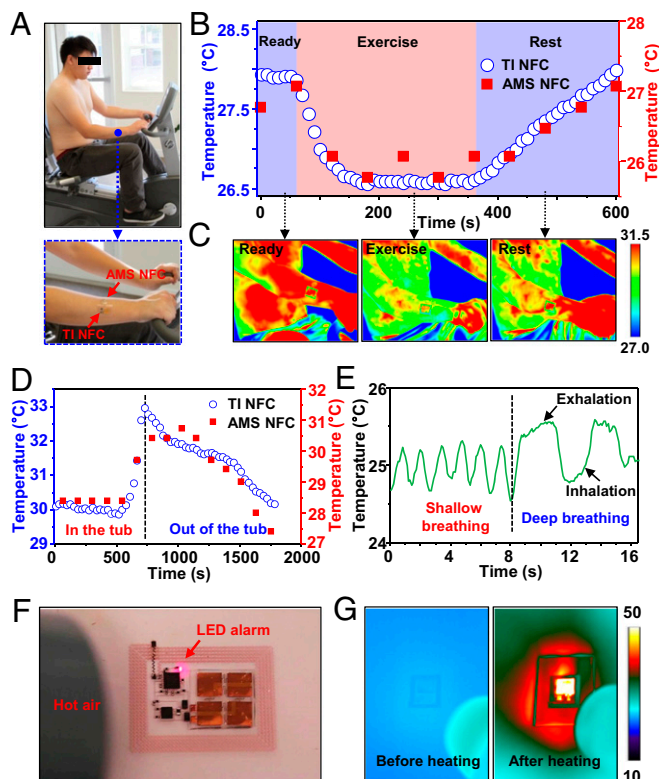 A
B
28.5
27.5
26.5
Temperature (°C)
Ready
Exercise
Rest
TI NFC
AMS NFC
28
27
26
25
Temperature (°C)
0
200
400
600
Time (s)
AMS NFC
TI NFC
C
Ready
Exercise
Rest
31.5
27.0
D
33
32
31
30
29
Temperature (°C)
TI NFC
AMS NFC
In the tub
Out of the tub
32
31
30
29
28
27
Temperature (°C)
0
500
1000
1500
2000
Time (s)
E
26
25
24
Temperature (°C)
Exhalation
Inhalation
Shallow
breathing
Deep breathing
0
4
8
12
16
Time (s)
F
LED alarm
Hot air
G
Before heating
After heating
50
10